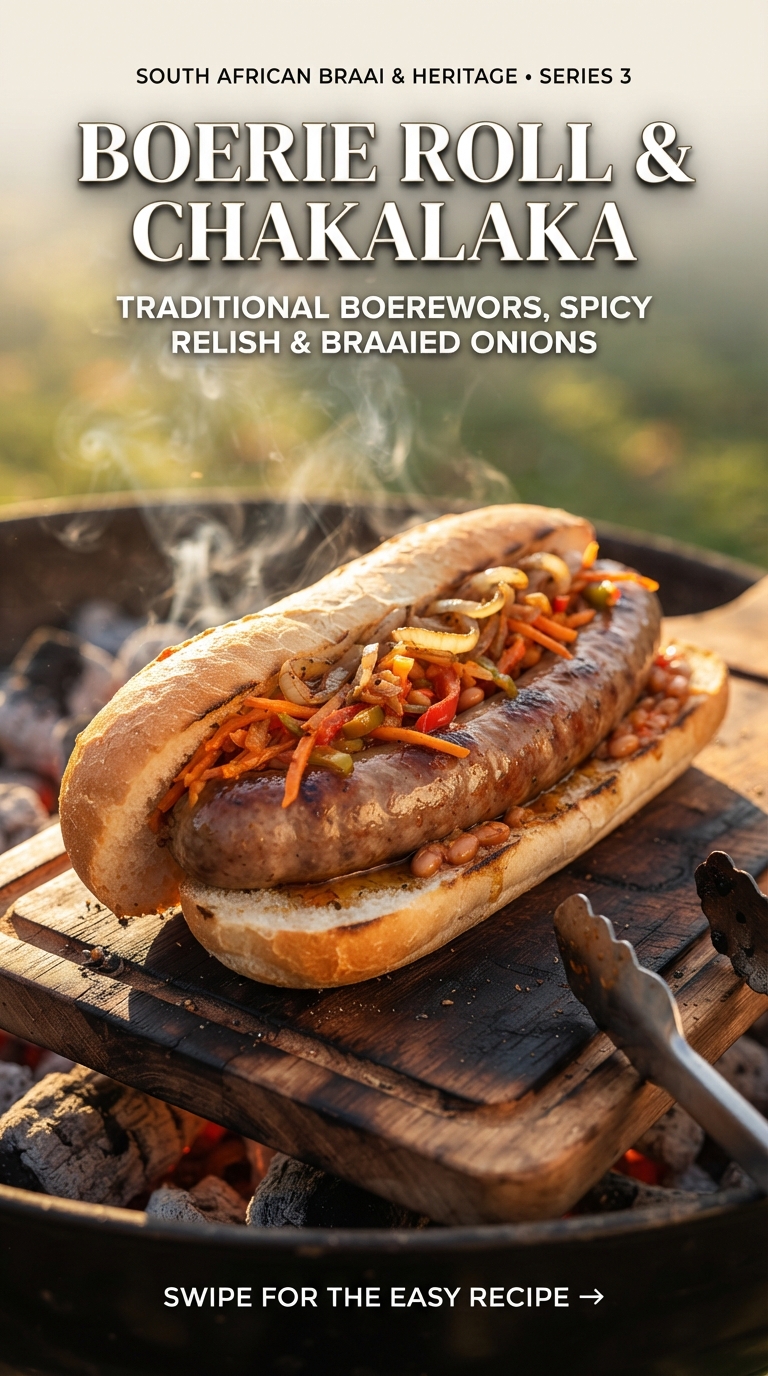 SOUTH AFRICAN BRAAI & HERITAGE • SERIES 3
BOERIE ROLL &
CHAKALAKA
TRADITIONAL BOEREWORS, SPICY
RELISH & BRAAIED ONIONS
SWIPE FOR THE EASY RECIPE →